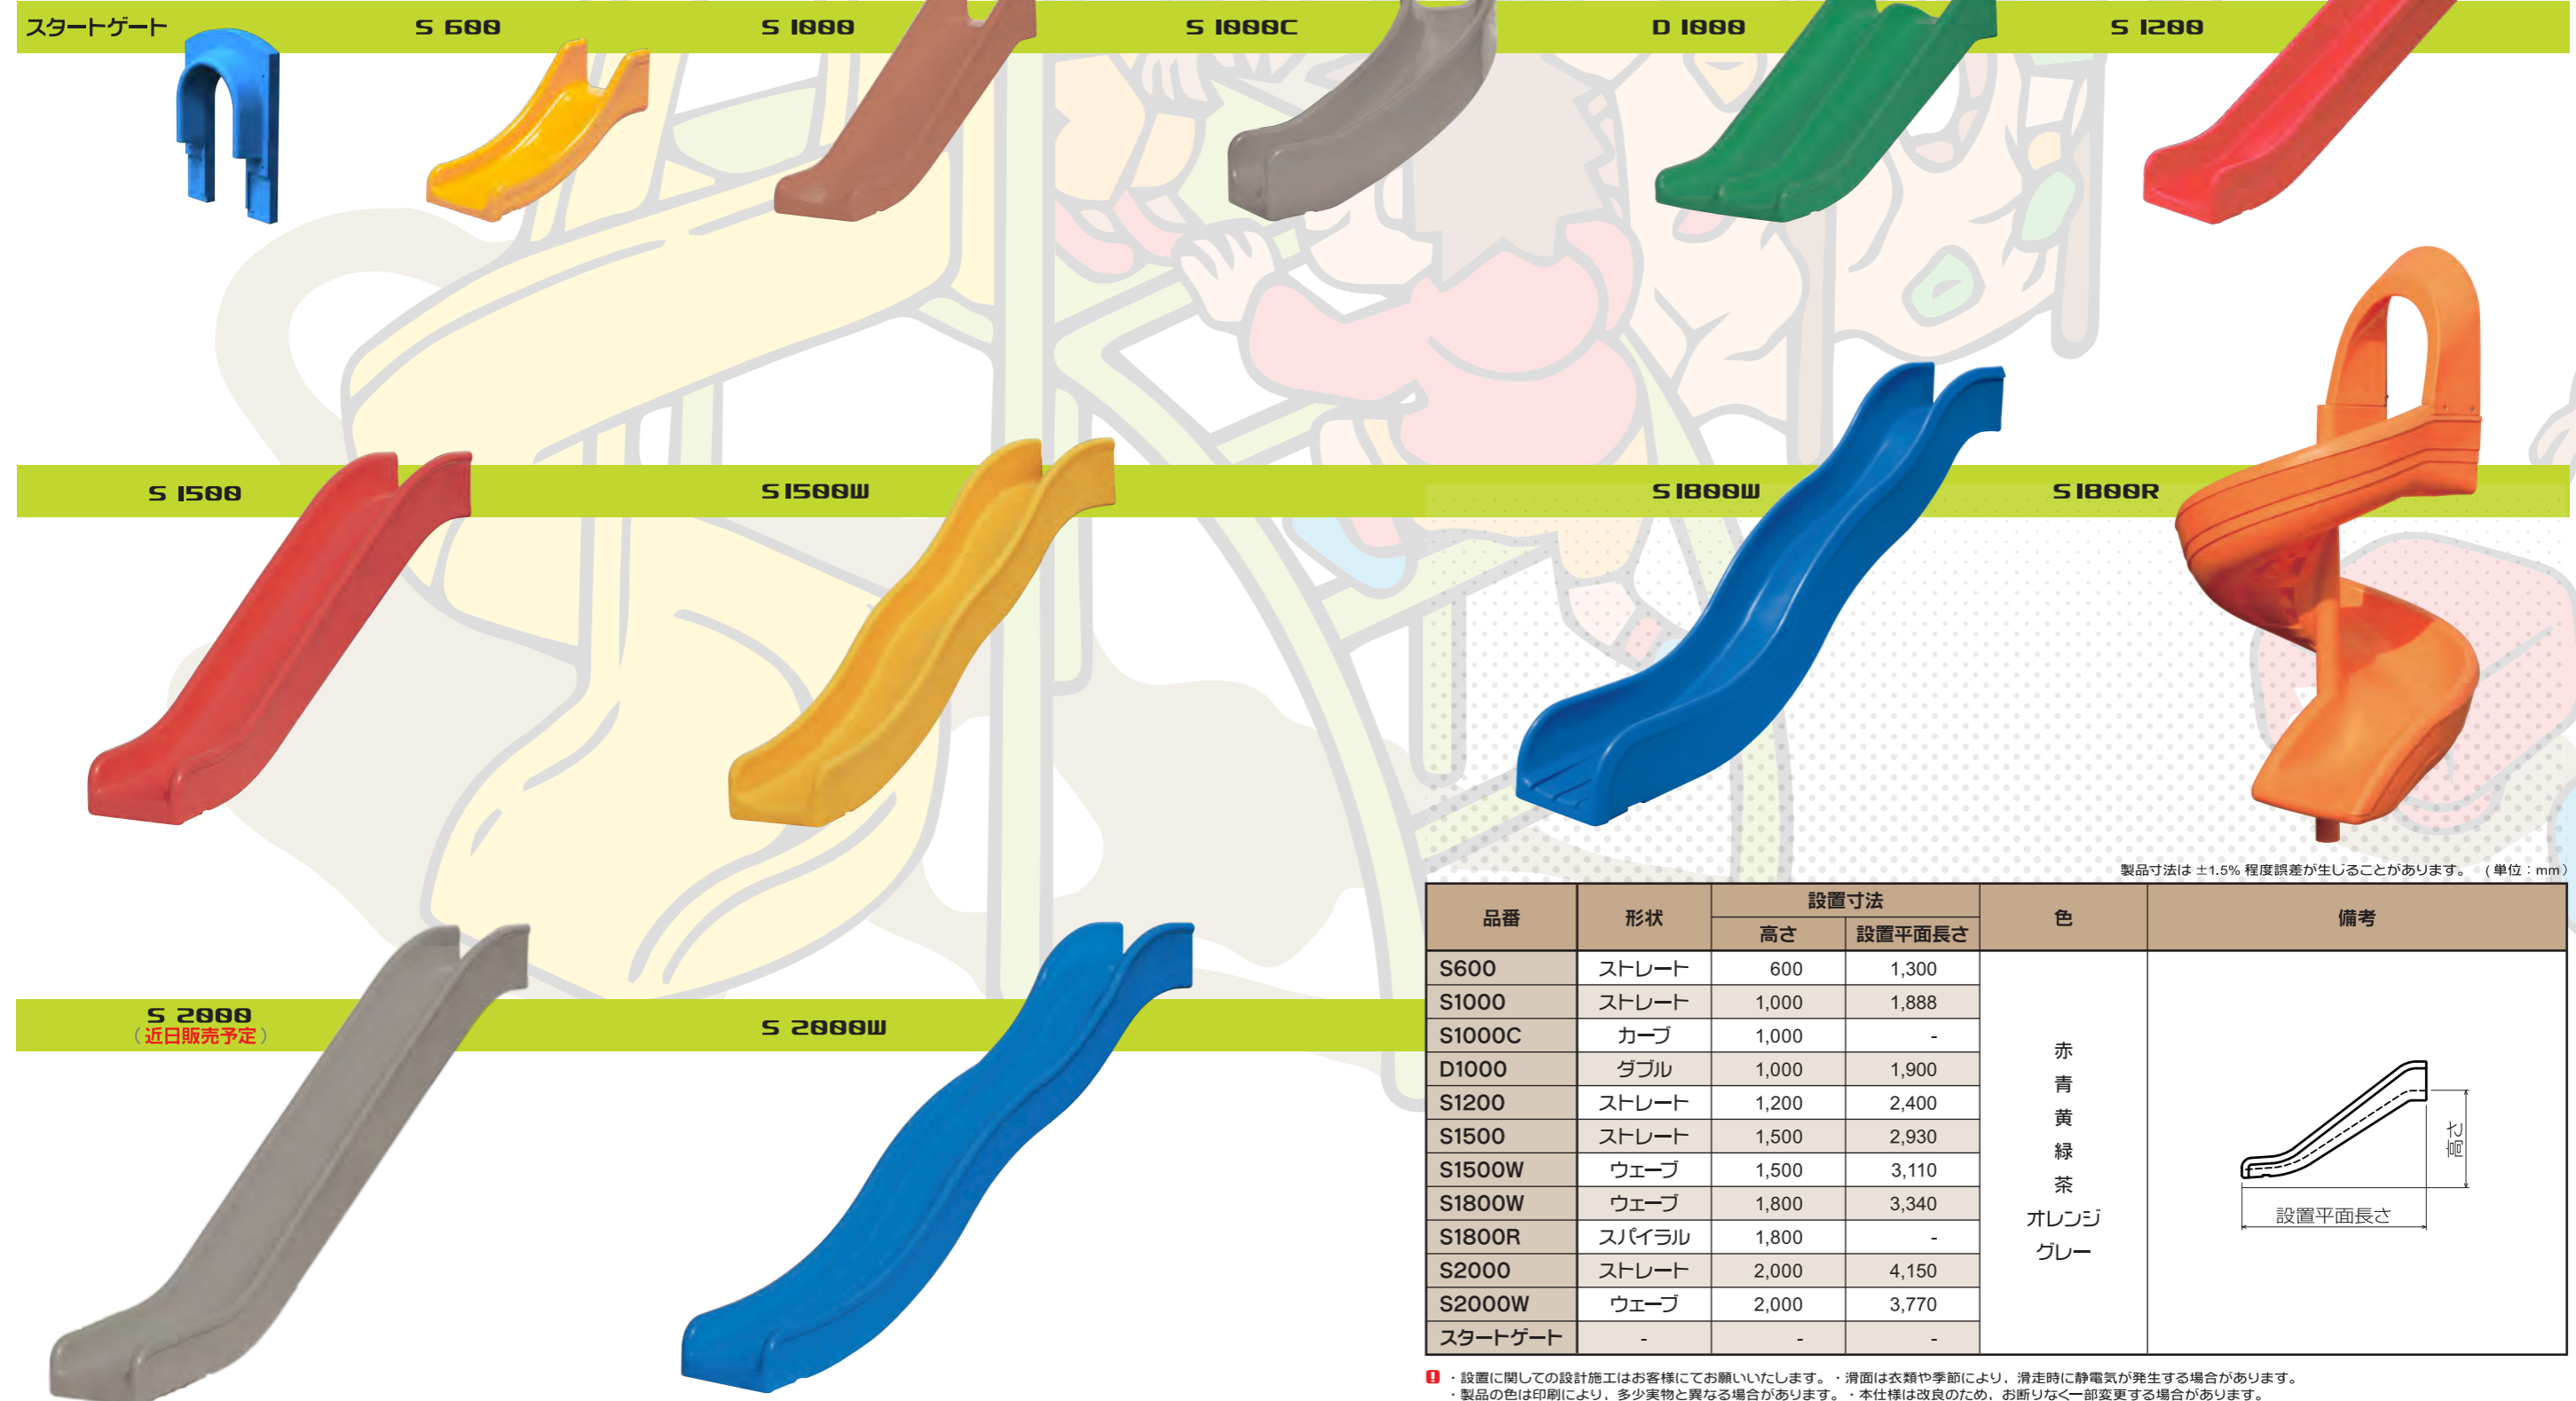 スタートゲート
S 600
S 1000
S 1000C
D 1000
S 1200
S 1500
S1500W
S1800W
S1800R
S 2000
（近日販売予定）
S 2000W
製品寸法は ±1.5% 程度誤差が生じることがあります。 （単位：mm）
品番 形状 設置寸法 色 備考
高さ 設置平面長さ
S600 ストレート 600 1,300
S1000 ストレート 1,000 1,888
S1000C カーブ 1,000 -
D1000 ダブル 1,000 1,900
S1200 ストレート 1,200 2,400
S1500 ストレート 1,500 2,930
S1500W ウェーブ 1,500 3,110
S1800W ウェーブ 1,800 3,340
S1800R スパイラル 1,800 -
S2000 ストレート 2,000 4,150
S2000W ウェーブ 2,000 3,770
スタートゲート - - -
赤
青
黄
緑
茶
オレンジ
グレー
高さ
設置平面長さ
・設置に関しての設計施工はお客様にてお願いいたします。・滑面は衣類や季節により，滑走時に静電気が発生する場合があります。
・製品の色は印刷により，多少実物と異なる場合があります。・本仕様は改良のため，お断りなく一部変更する場合があります。